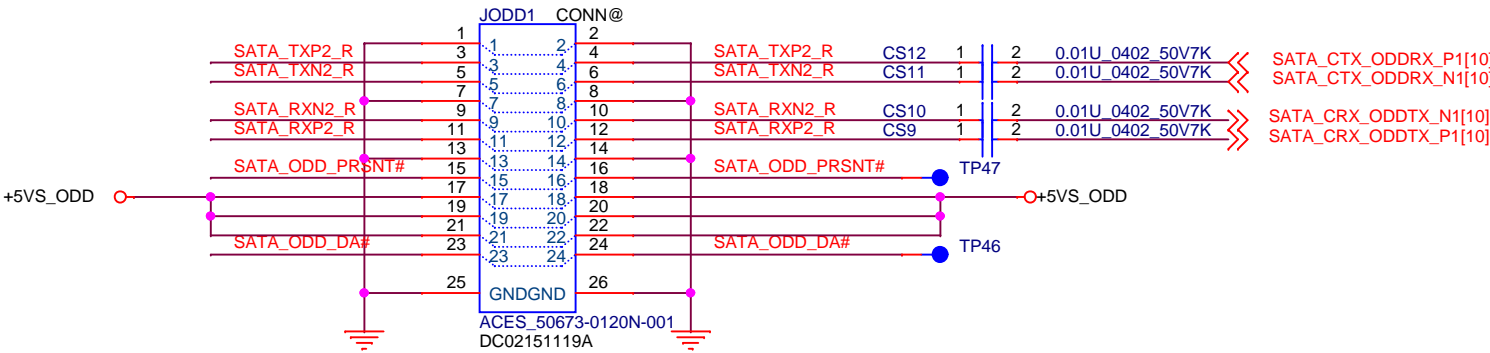 JODD1 CONN@
1 1 2 2
SATA_TXP2_R 3 3 4 4 SATA_TXP2_R CS12 1 2 0.01U_0402_50V7K SATA_CTX_ODDRX_P1[10]
SATA_TXN2_R 5 5 6 6 SATA_TXN2_R CS11 1 2 0.01U_0402_50V7K SATA_CTX_ODDRX_N1[10]
7 7 8 8
SATA_RXN2_R 9 9 10 10 SATA_RXN2_R CS10 1 2 0.01U_0402_50V7K SATA_CRX_ODDTX_N1[10]
SATA_RXP2_R 11 11 12 12 SATA_RXP2_R CS9 1 2 0.01U_0402_50V7K SATA_CRX_ODDTX_P1[10]
13 13 14 14
SATA_ODD_PRSNT# 15 15 16 16 SATA_ODD_PRSNT# TP47
+5VS_ODD 17 17 18 18 +5VS_ODD
19 19 20 20
21 21 22 22
SATA_ODD_DA# 23 23 24 24 SATA_ODD_DA# TP46
25 GNDGND 26
ACES_50673-0120N-001
DC02151119A